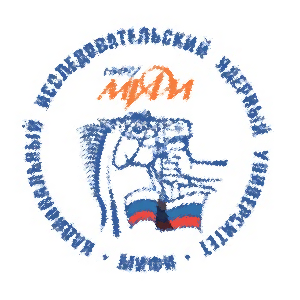 НАЦИОНАЛЬНЫЙ ИССЛЕДОВАТЕЛЬСКИЙ ЯДЕРНЫЙ УНИВЕРСИТЕТ
• МИФИ •
МИФИ